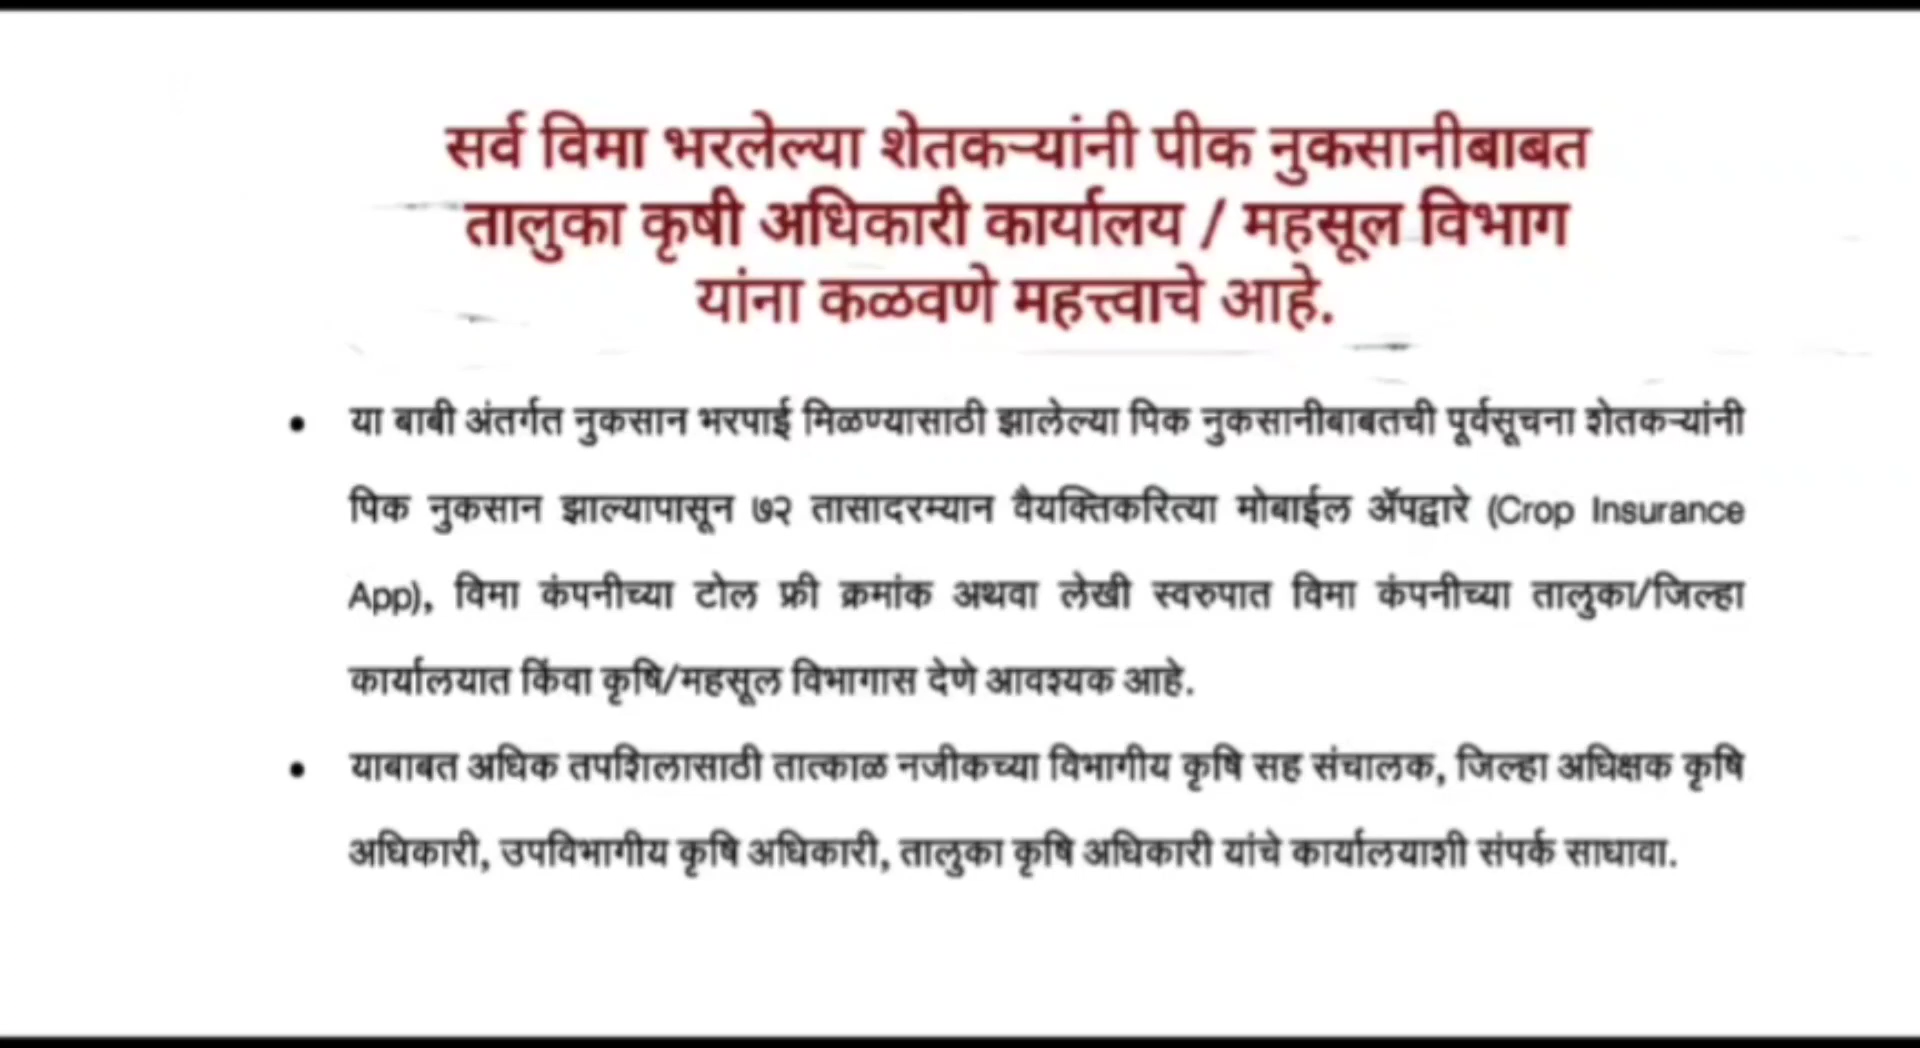 सर्व विमा भरलेल्या शेतकऱ्यांनी पीक नुकसानीबाबत
तालुका कृषी अधिकारी कार्यालय / महसूल विभाग
यांना कळवणे महत्त्वाचे आहे.
• या बाबी अंतर्गत नुकसान भरपाई मिळण्यासाठी झालेल्या पिक नुकसानीबाबतची पूर्वसूचना शेतकऱ्यांनी
पिक नुकसान झाल्यापासून ७२ तासादरम्यान वैयक्तिकरित्या मोबाईल ॲपद्वारे (Crop Insurance
App), विमा कंपनीच्या टोल फ्री क्रमांक अथवा लेखी स्वरुपात विमा कंपनीच्या तालुका/जिल्हा
कार्यालयात किंवा कृषि/महसूल विभागास देणे आवश्यक आहे.
• याबाबत अधिक तपशिलासाठी तात्काळ नजीकच्या विभागीय कृषि सह संचालक, जिल्हा अधिक्षक कृषि
अधिकारी, उपविभागीय कृषि अधिकारी, तालुका कृषि अधिकारी यांचे कार्यालयाशी संपर्क साधावा.